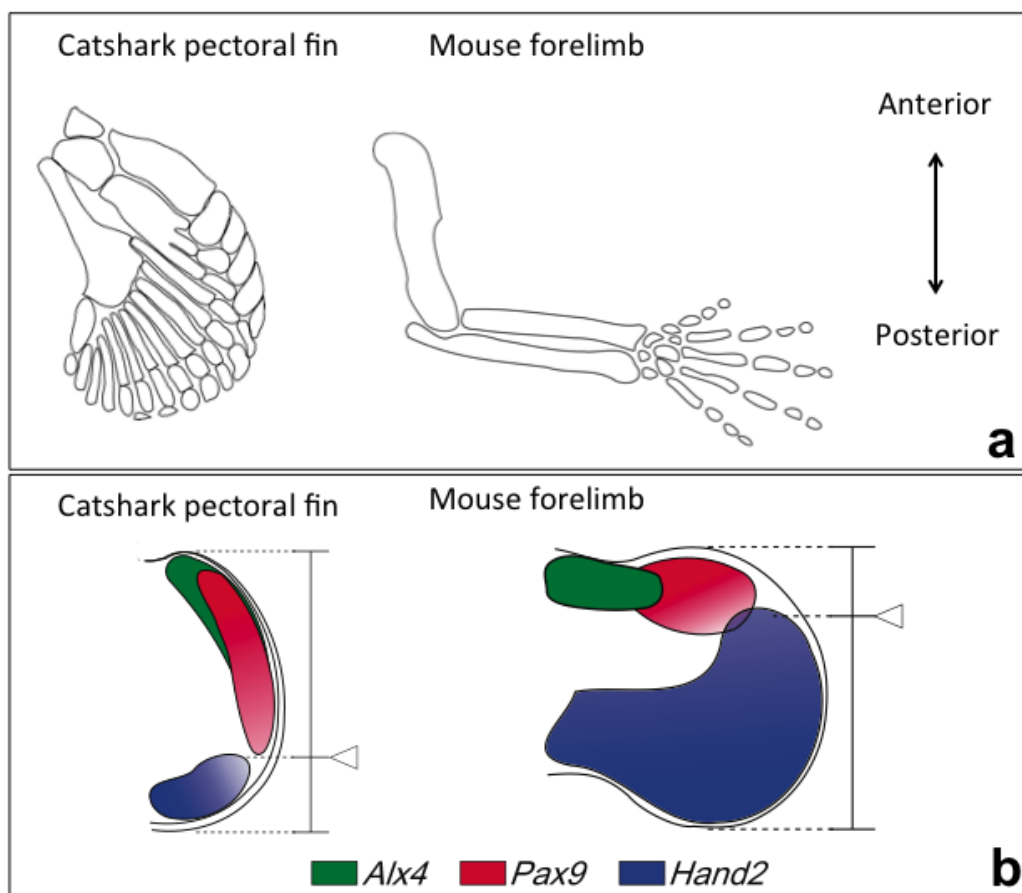 Catshark pectoral fin Mouse forelimb
Anterior
Posterior
a
Catshark pectoral fin Mouse forelimb
Alx4 Pax9 Hand2
b